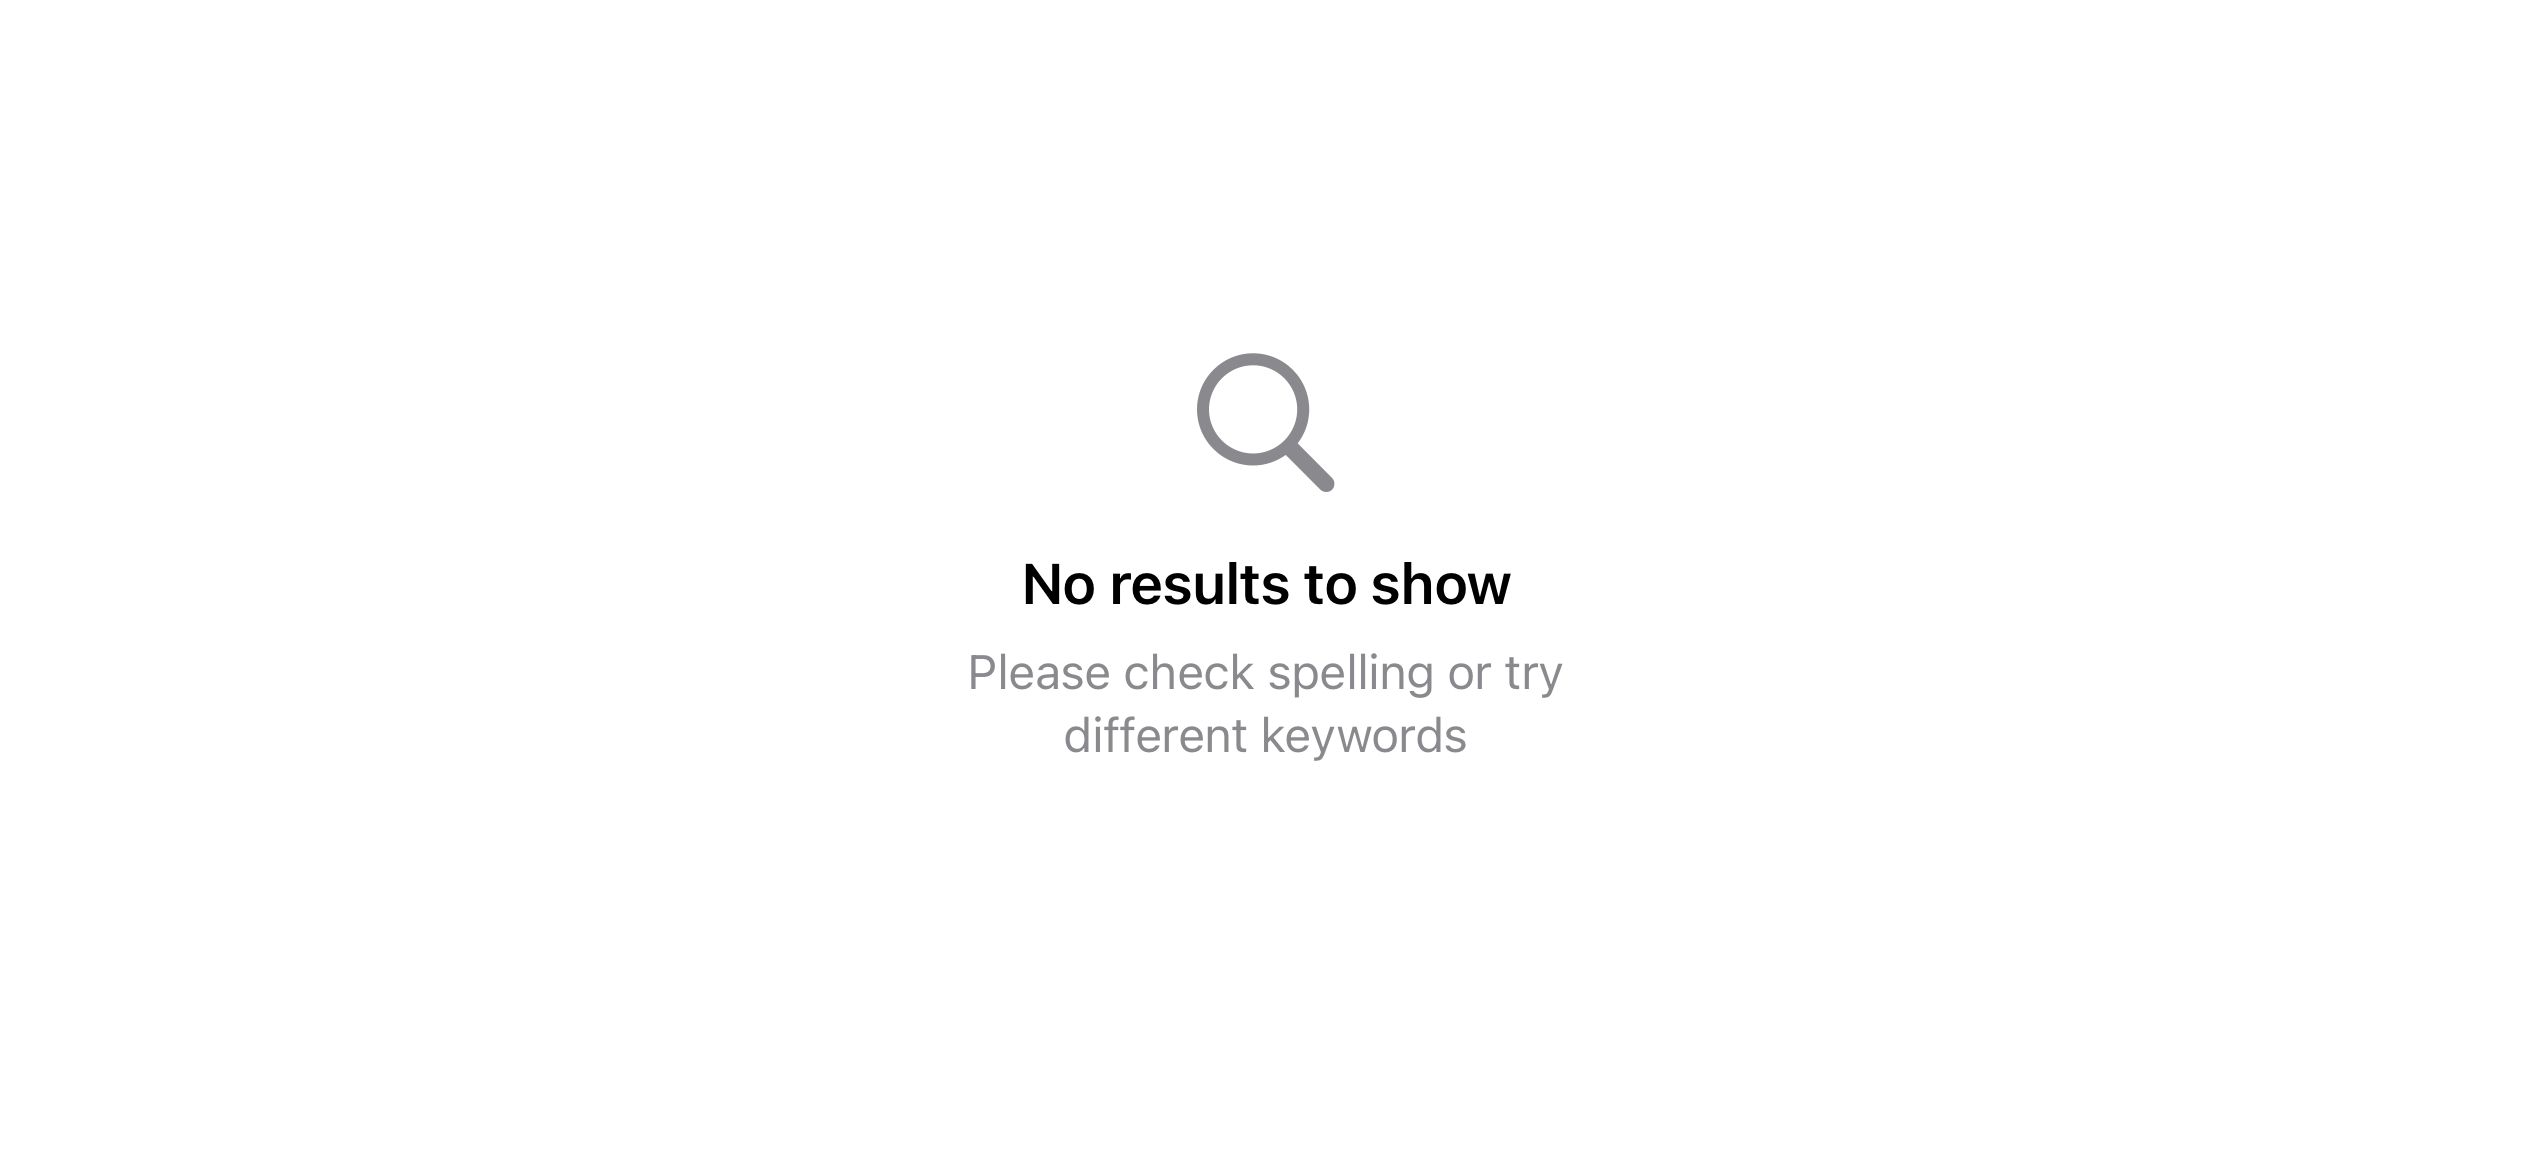 No results to show
Please check spelling or try
different keywords